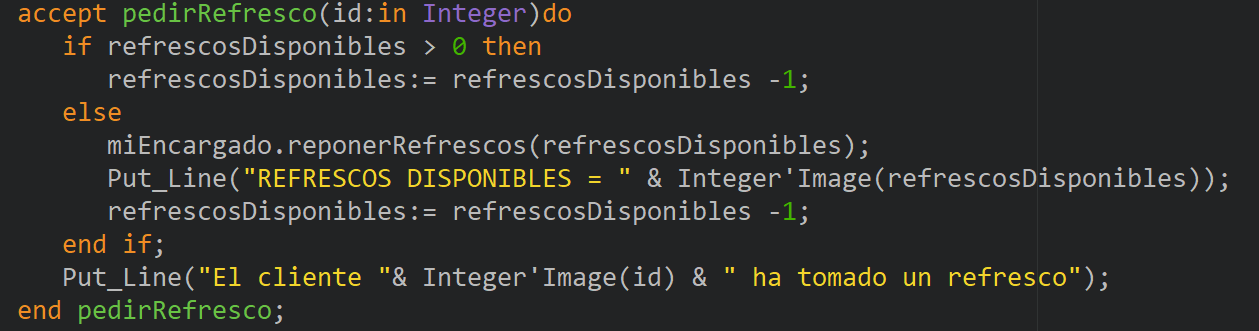 accept pedirRefresco(id:in Integer)do
   if refrescosDisponibles > 0 then
      refrescosDisponibles:= refrescosDisponibles -1;
   else
      miEncargado.reponerRefrescos(refrescosDisponibles);
      Put_Line("REFRESCOS DISPONIBLES = " & Integer'Image(refrescosDisponibles));
      refrescosDisponibles:= refrescosDisponibles -1;
   end if;
   Put_Line("El cliente "& Integer'Image(id) & " ha tomado un refresco");
end pedirRefresco;